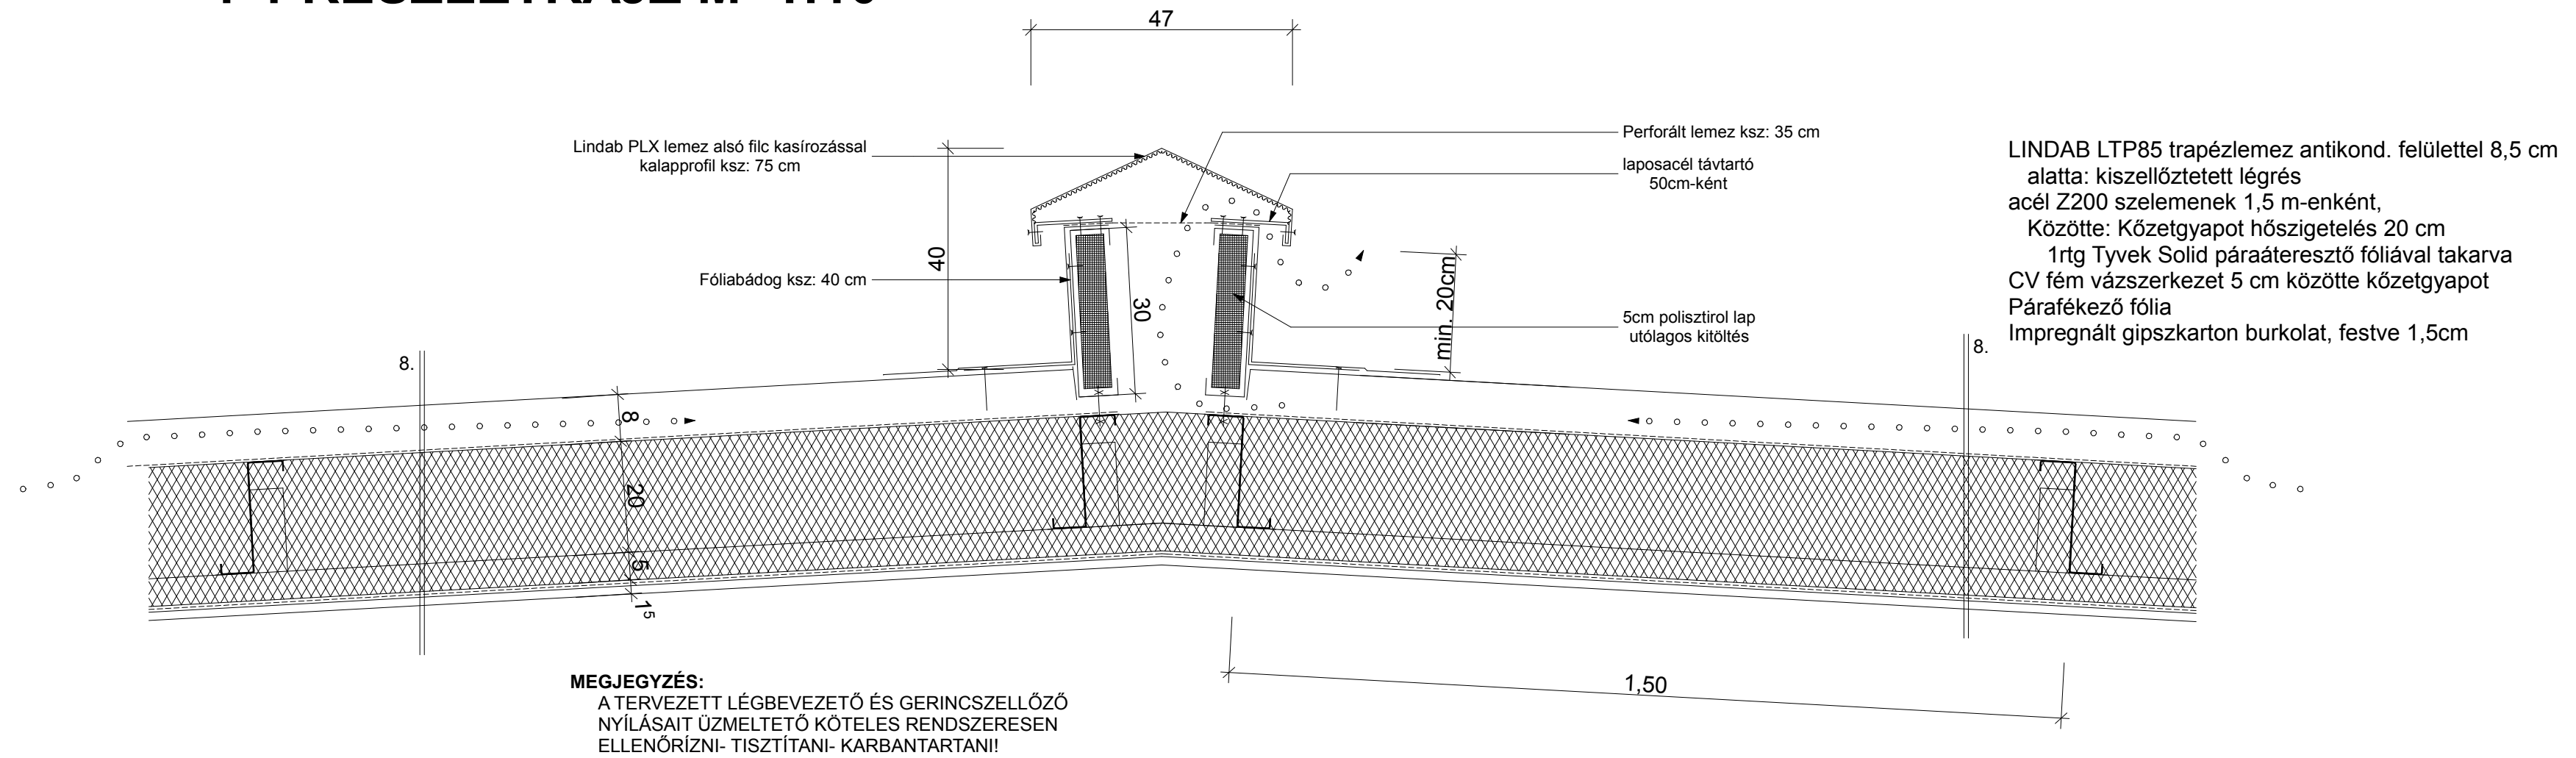 47
Lindab PLX lemez alsó filc kasírozással
kalapprofil ksz: 75 cm
Perforált lemez ksz: 35 cm
laposacél távtartó
50cm-ként
LINDAB LTP85 trapézlemez antikond. felülettel 8,5 cm
alatta: kiszellőztetett légrés
acél Z200 szelemenek 1,5 m-enként,
Közötte: Kőzetgyapot hőszigetelés 20 cm
1rtg Tyvek Solid páraáteresztő fóliával takarva
CV fém vázszerkezet 5 cm közötte kőzetgyapot
Párafékező fólia
Impregnált gipszkarton burkolat, festve 1,5cm
40
Fóliabádog ksz: 40 cm
30
min. 20cm
5cm polisztirol lap
utólagos kitöltés
8.
8.
8
20
5
1⁵
1,50
MEGJEGYZÉS:
A TERVEZETT LÉGBEVEZETŐ ÉS GERINCSZELLŐZŐ
NYÍLÁSAIT ÜZMELTETŐ KÖTELES RENDSZERESEN
ELLENŐRÍZNI- TISZTÍTANI- KARBANTARTANI!